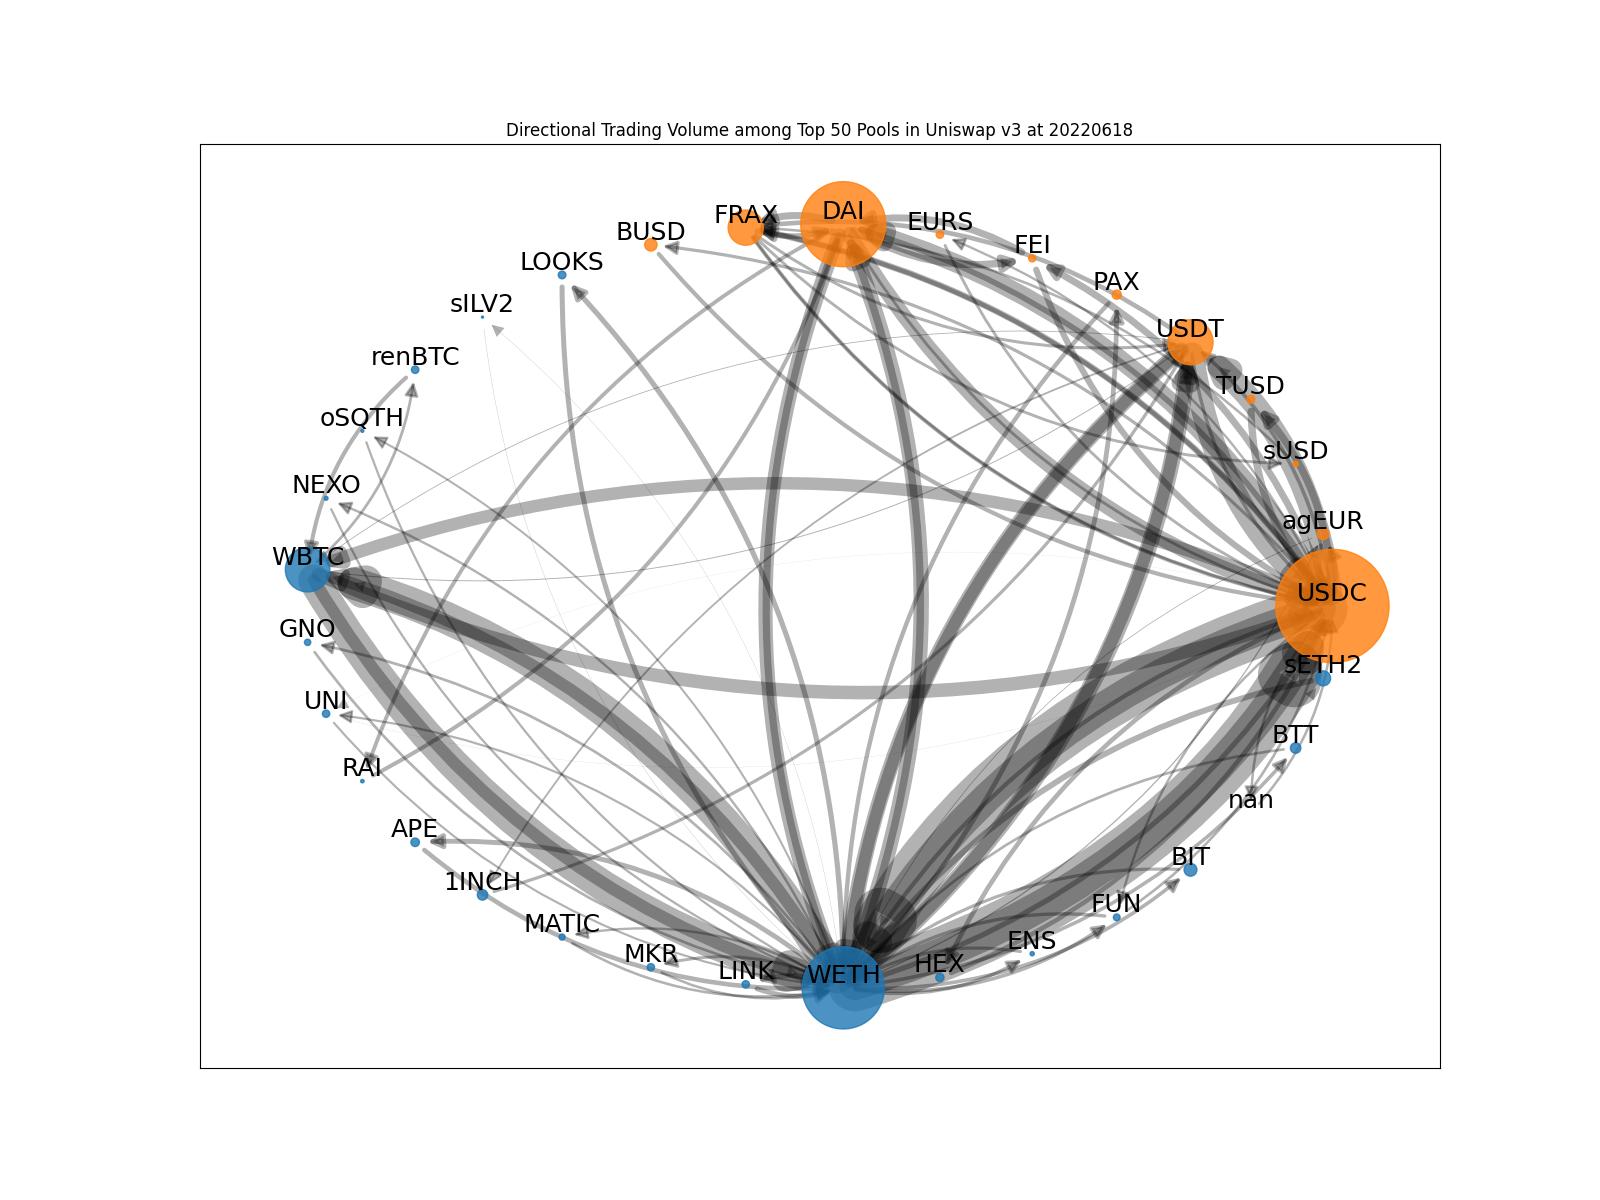 Directional Trading Volume among Top 50 Pools in Uniswap v3 at 20220618
DAI
FRAX
EURS
BUSD
FEI
LOOKS
PAX
sILV2
USDT
renBTC
TUSD
oSQTH
sUSD
NEXO
agEUR
WBTC
USDC
GNO
sETH2
UNI
BTT
RAI
nan
APE
BIT
1INCH
FUN
MATIC
ENS
MKR
HEX
LINK
WETH